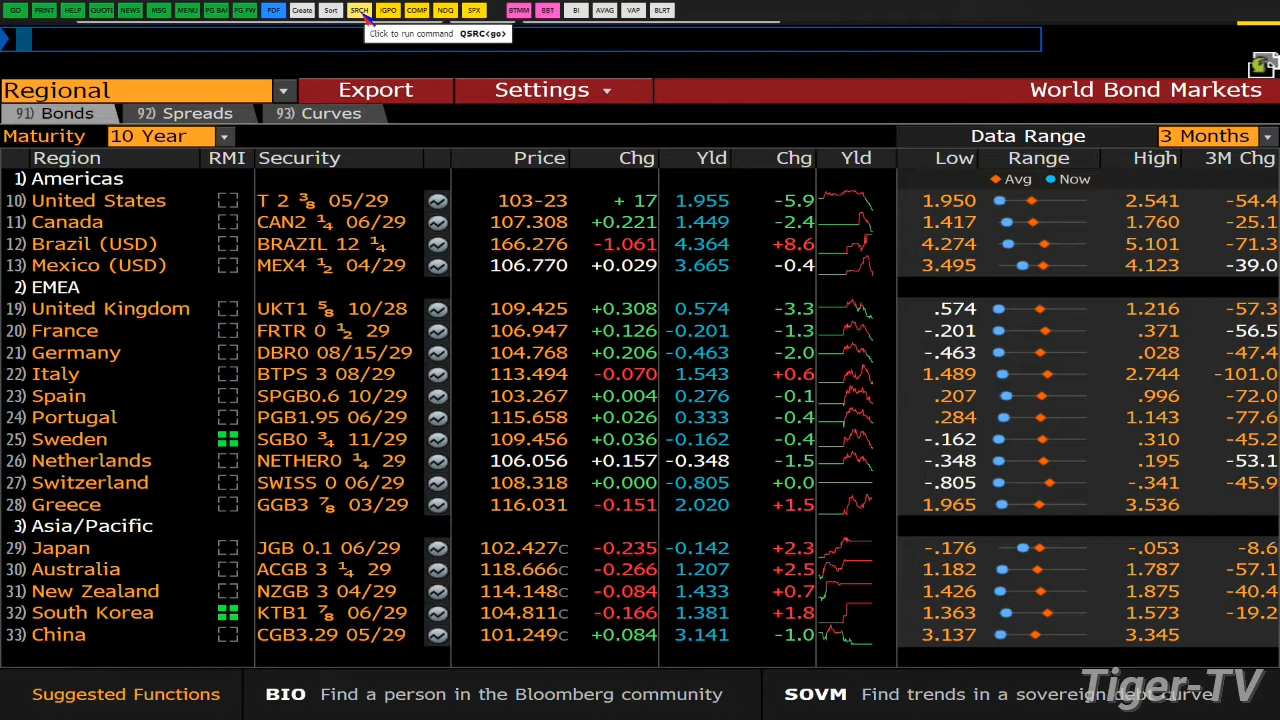 GO PRINT HELP QUOTE NEWS MSG MENU PG BA PG FW PDF Create Sort SRCH IGPO COMP NDQ SPX BTMM BBT BI AVAG VAP BLRT
Click to run command QSRC<go>
Regional Export Settings World Bond Markets
91) Bonds 92) Spreads 93) Curves
Maturity 10 Year Data Range 3 Months
Region RMI Security Price Chg Yld Chg Yld Low Range High 3M Chg
1) Americas Avg Now
10) United States T 2 ⅜ 05/29 103-23 + 17 1.955 -5.9 1.950 2.541 -54.4
11) Canada CAN2 ¼ 06/29 107.308 +0.221 1.449 -2.4 1.417 1.760 -25.1
12) Brazil (USD) BRAZIL 12 ¼ 166.276 -1.061 4.364 +8.6 4.274 5.101 -71.3
13) Mexico (USD) MEX4 ½ 04/29 106.770 +0.029 3.665 -0.4 3.495 4.123 -39.0
2) EMEA
19) United Kingdom UKT1 ⅝ 10/28 109.425 +0.308 0.574 -3.3 .574 1.216 -57.3
20) France FRTR 0 ½ 29 106.947 +0.126 -0.201 -1.3 -.201 .371 -56.5
21) Germany DBR0 08/15/29 104.768 +0.206 -0.463 -2.0 -.463 .028 -47.4
22) Italy BTPS 3 08/29 113.494 -0.070 1.543 +0.6 1.489 2.744 -101.0
23) Spain SPGB0.6 10/29 103.267 +0.004 0.276 -0.1 .207 .996 -72.0
24) Portugal PGB1.95 06/29 115.658 +0.026 0.333 -0.4 .284 1.143 -77.6
25) Sweden SGB0 ¾ 11/29 109.456 +0.036 -0.162 -0.4 -.162 .310 -45.2
26) Netherlands NETHER0 ¼ 29 106.056 +0.157 -0.348 -1.5 -.348 .195 -53.1
27) Switzerland SWISS 0 06/29 108.318 +0.000 -0.805 +0.0 -.805 -.341 -45.9
28) Greece GGB3 ⅞ 03/29 116.031 -0.151 2.020 +1.5 1.965 3.536
3) Asia/Pacific
29) Japan JGB 0.1 06/29 102.427c -0.235 -0.142 +2.3 -.176 -.053 -8.6
30) Australia ACGB 3 ¼ 29 118.666c -0.266 1.207 +2.5 1.182 1.787 -57.1
31) New Zealand NZGB 3 04/29 114.148c -0.084 1.433 +0.7 1.426 1.875 -40.4
32) South Korea KTB1 ⅞ 06/29 104.811c -0.166 1.381 +1.8 1.363 1.573 -19.2
33) China CGB3.29 05/29 101.249c +0.084 3.141 -1.0 3.137 3.345
Suggested Functions BIO Find a person in the Bloomberg community SOVM Find trends in a sovereign debt curve
Tiger-TV